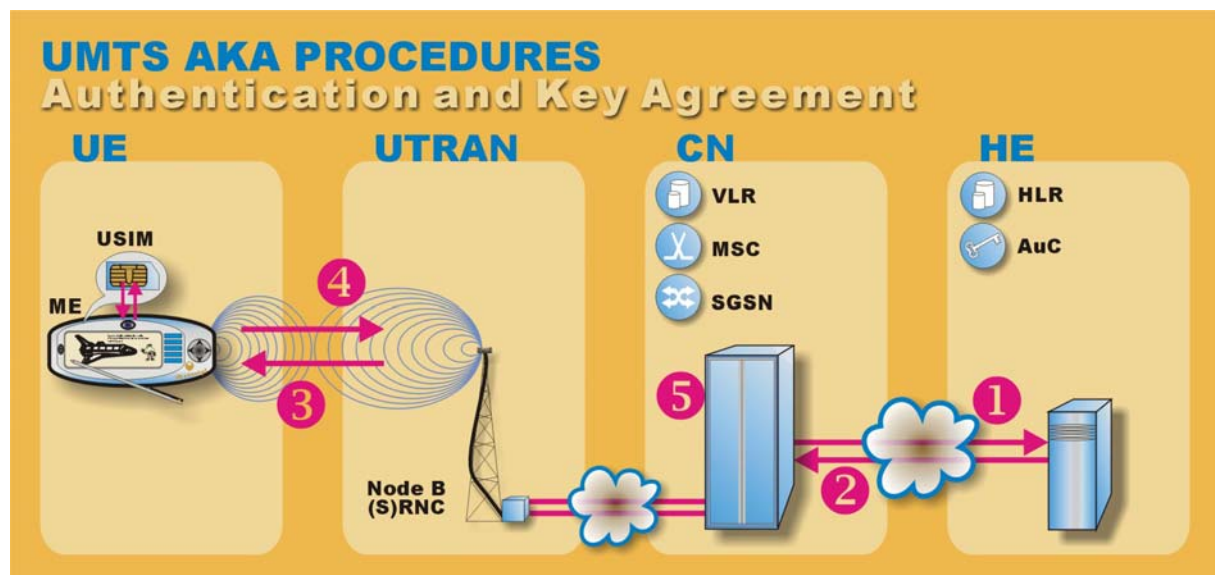 UMTS AKA PROCEDURES
Authentication and Key Agreement
UE
UTRAN
CN
HE
VLR
HLR
USIM
MSC
AuC
ME
4
SGSN
3
5
1
2
Node B
(S)RNC